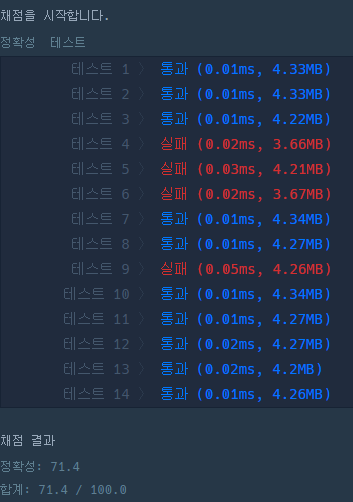 채점을 시작합니다.
정확성 테스트
테스트 1 〉 통과 (0.01ms, 4.33MB)
테스트 2 〉 통과 (0.01ms, 4.33MB)
테스트 3 〉 통과 (0.01ms, 4.22MB)
테스트 4 〉 실패 (0.02ms, 3.66MB)
테스트 5 〉 실패 (0.03ms, 4.21MB)
테스트 6 〉 실패 (0.02ms, 3.67MB)
테스트 7 〉 통과 (0.01ms, 4.34MB)
테스트 8 〉 통과 (0.01ms, 4.27MB)
테스트 9 〉 실패 (0.05ms, 4.26MB)
테스트 10 〉 통과 (0.01ms, 4.34MB)
테스트 11 〉 통과 (0.01ms, 4.27MB)
테스트 12 〉 통과 (0.02ms, 4.27MB)
테스트 13 〉 통과 (0.02ms, 4.2MB)
테스트 14 〉 통과 (0.01ms, 4.26MB)
채점 결과
정확성: 71.4
합계: 71.4 / 100.0